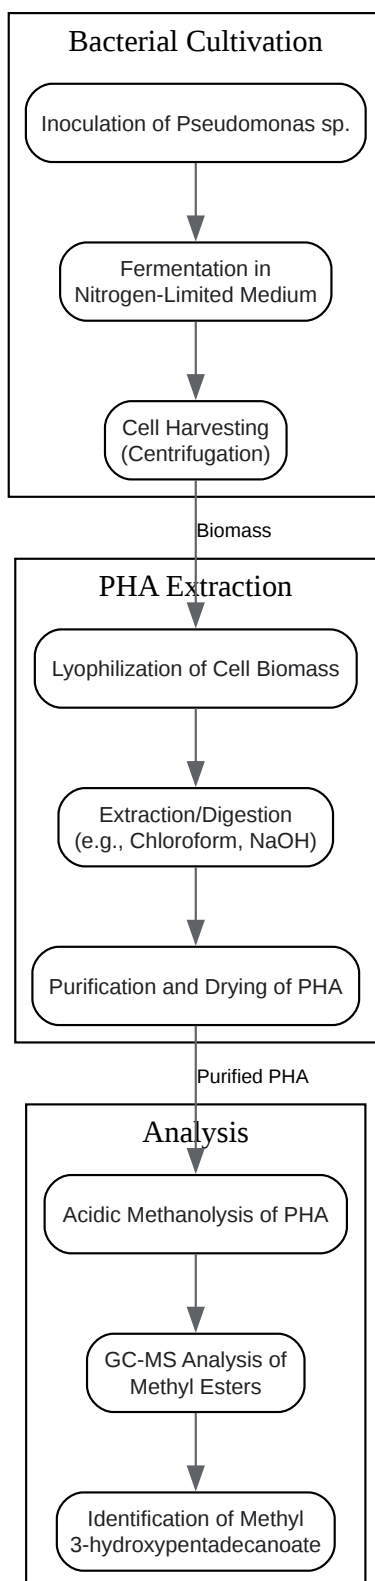 Bacterial Cultivation
Inoculation of Pseudomonas sp.
Fermentation in
Nitrogen-Limited Medium
Cell Harvesting
(Centrifugation)
Biomass
PHA Extraction
Lyophilization of Cell Biomass
Extraction/Digestion
(e.g., Chloroform, NaOH)
Purification and Drying of PHA
Purified PHA
Analysis
Acidic Methanolysis of PHA
GC-MS Analysis of
Methyl Esters
Identification of Methyl
3-hydroxypentadecanoate